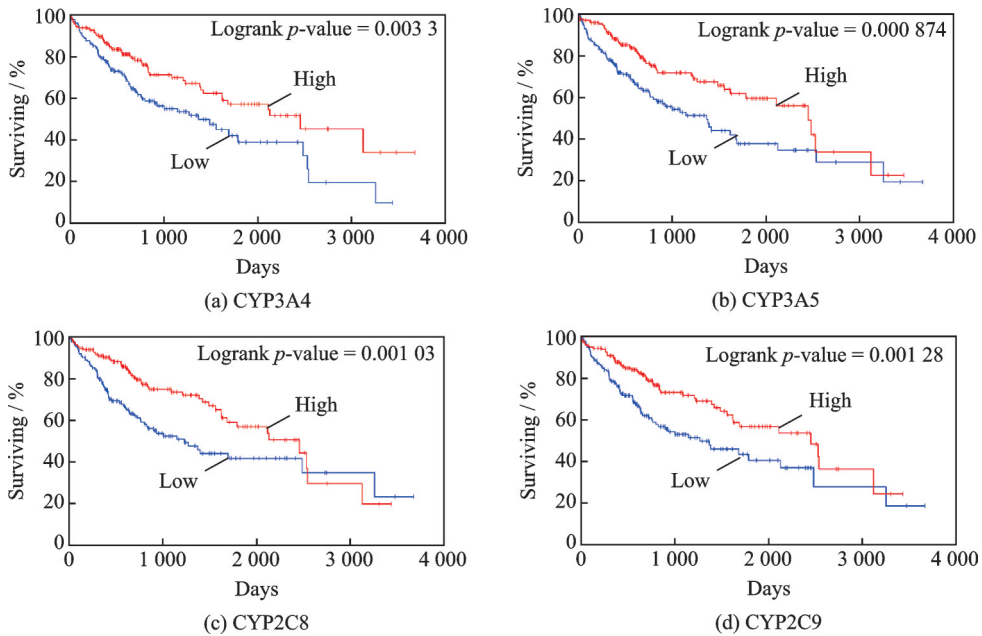 100
80
60
40
20
0
Surviving / %
Logrank p-value = 0.003 3
High
Low
0 1 000 2 000 3 000 4 000
Days
(a) CYP3A4
100
80
60
40
20
0
Surviving / %
Logrank p-value = 0.000 874
High
Low
0 1 000 2 000 3 000 4 000
Days
(b) CYP3A5
100
80
60
40
20
0
Surviving / %
Logrank p-value = 0.001 03
High
Low
0 1 000 2 000 3 000 4 000
Days
(c) CYP2C8
100
80
60
40
20
0
Surviving / %
Logrank p-value = 0.001 28
High
Low
0 1 000 2 000 3 000 4 000
Days
(d) CYP2C9